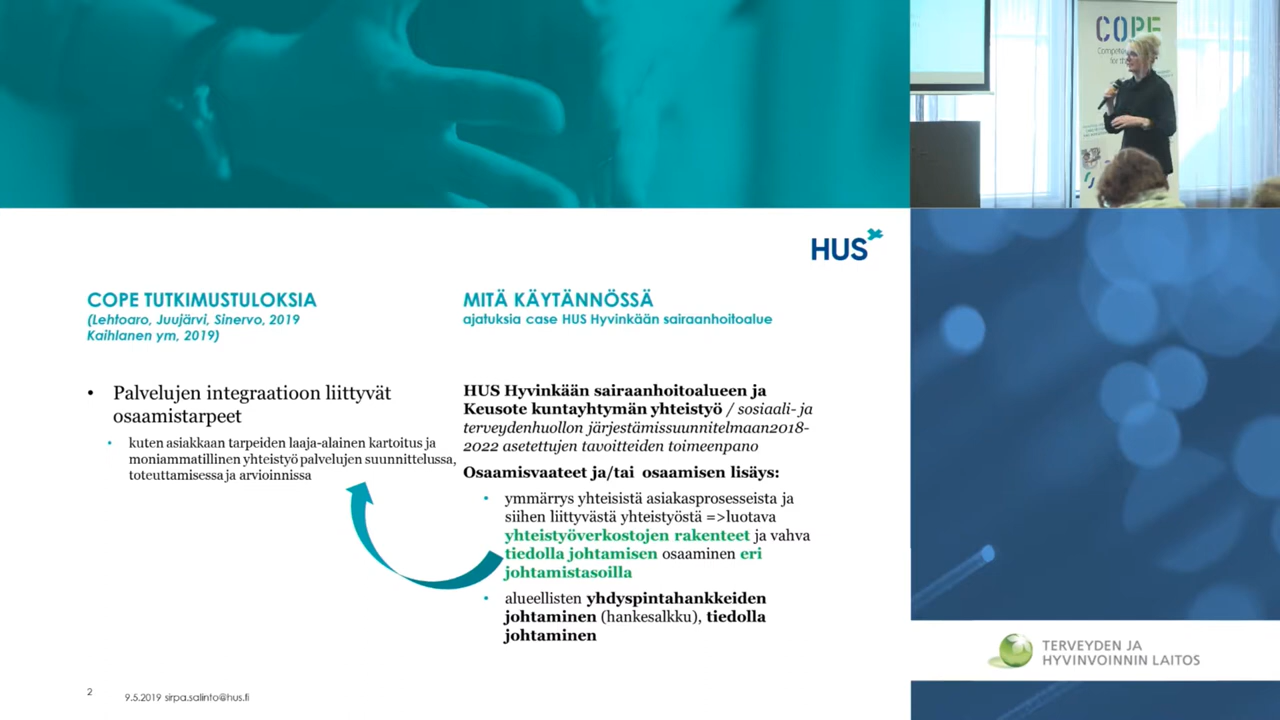 COPE
HUS
COPE TUTKIMUSTULOKSIA
(Lehtoaro, Juujärvi, Sinervo, 2019
Kaihlanen ym, 2019)
• Palvelujen integraatioon liittyvät
osaamistarpeet
• kuten asiakkaan tarpeiden laaja-alainen kartoitus ja
moniammatillinen yhteistyö palvelujen suunnittelussa,
toteuttamisessa ja arvioinnissa
MITÄ KÄYTÄNNÖSSÄ
ajatuksia case HUS Hyvinkään sairaanhoitoalue
HUS Hyvinkään sairaanhoitoalueen ja
Keusote kuntayhtymän yhteistyö / sosiaali- ja
terveydenhuollon järjestämissuunnitelmaan2018-
2022 asetettujen tavoitteiden toimeenpano
Osaamisvaateet ja/tai osaamisen lisäys:
• ymmärrys yhteisistä asiakasprosesseista ja
siihen liittyvästä yhteistyöstä =>luotava
yhteistyöverkostojen rakenteet ja vahva
tiedolla johtamisen osaaminen eri
johtamistasoilla
• alueellisten yhdyspintahankkeiden
johtaminen (hankesalkku), tiedolla
johtaminen
2
9.5.2019 sirpa.salinto@hus.fi
TERVEYDEN JA
HYVINVOINNIN LAITOS